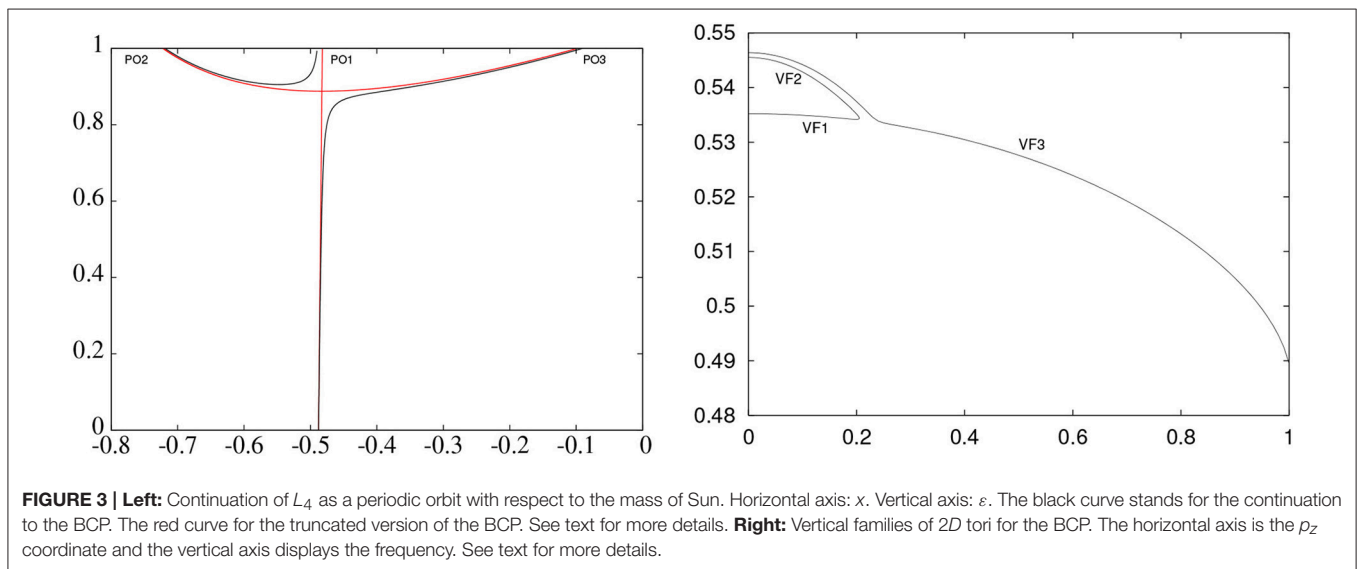 1
0.8
0.6
0.4
0.2
0
-0.8 -0.7 -0.6 -0.5 -0.4 -0.3 -0.2 -0.1 0
PO2 PO1 PO3
0.55
0.54
0.53
0.52
0.51
0.5
0.49
0.48
0 0.2 0.4 0.6 0.8 1
VF2
VF1
VF3
FIGURE 3 | Left: Continuation of L4 as a periodic orbit with respect to the mass of Sun. Horizontal axis: x. Vertical axis: ε. The black curve stands for the continuation
to the BCP. The red curve for the truncated version of the BCP. See text for more details. Right: Vertical families of 2D tori for the BCP. The horizontal axis is the pz
coordinate and the vertical axis displays the frequency. See text for more details.